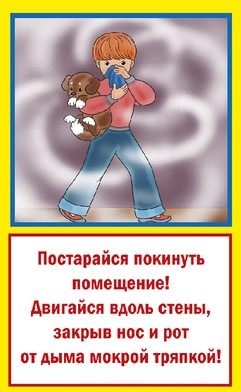 Постарайся покинуть
помещение!
Двигайся вдоль стены,
закрыв нос и рот
от дыма мокрой тряпкой!